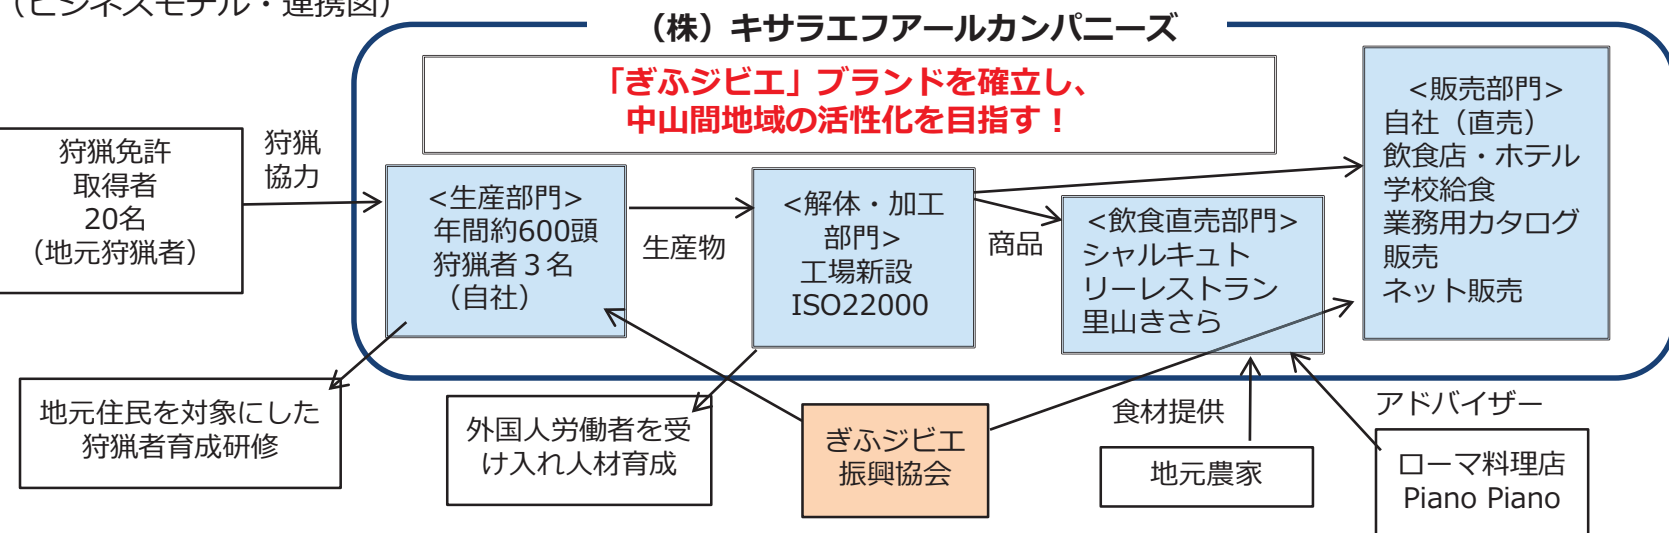 （ビジネスモデル・連携図）
（株）キサラエフアールカンパニーズ
「ぎふジビエ」ブランドを確立し、
中山間地域の活性化を目指す！
狩猟免許
取得者
20名
（地元狩猟者）
狩猟
協力
<生産部門>
年間約600頭
狩猟者３名
（自社）
生産物
<解体・加工
部門>
工場新設
ISO22000
商品
<飲食直売部門>
シャルキュト
リーレストラン
里山きさら
<販売部門>
自社（直売）
飲食店・ホテル
学校給食
業務用カタログ
販売
ネット販売
地元住民を対象にした
狩猟者育成研修
外国人労働者を受
け入れ人材育成
ぎふジビエ
振興協会
食材提供
地元農家
アドバイザー
ローマ料理店
Piano Piano